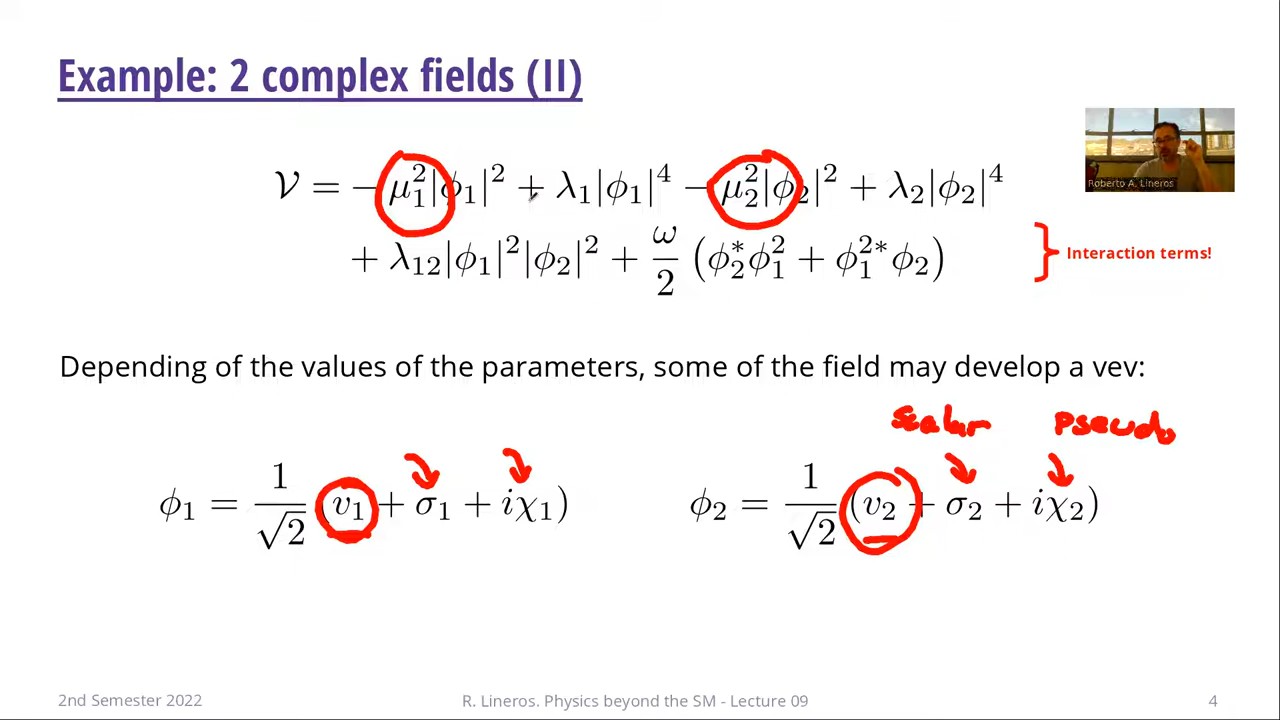 Example: 2 complex fields (II)
Roberto A. Lineros
𝒱 = − μ₁²|ϕ₁|² + λ₁|ϕ₁|⁴ − μ₂²|ϕ₂|² + λ₂|ϕ₂|⁴
+ λ₁₂|ϕ₁|²|ϕ₂|² + ω/2 (ϕ₂*ϕ₁² + ϕ₁²*ϕ₂)
Interaction terms!
Depending of the values of the parameters, some of the field may develop a vev:
scalar pseudo
ϕ₁ = 1/√2 (v₁ + σ₁ + iχ₁) ϕ₂ = 1/√2 (v₂ + σ₂ + iχ₂)
2nd Semester 2022 R. Lineros. Physics beyond the SM - Lecture 09 4